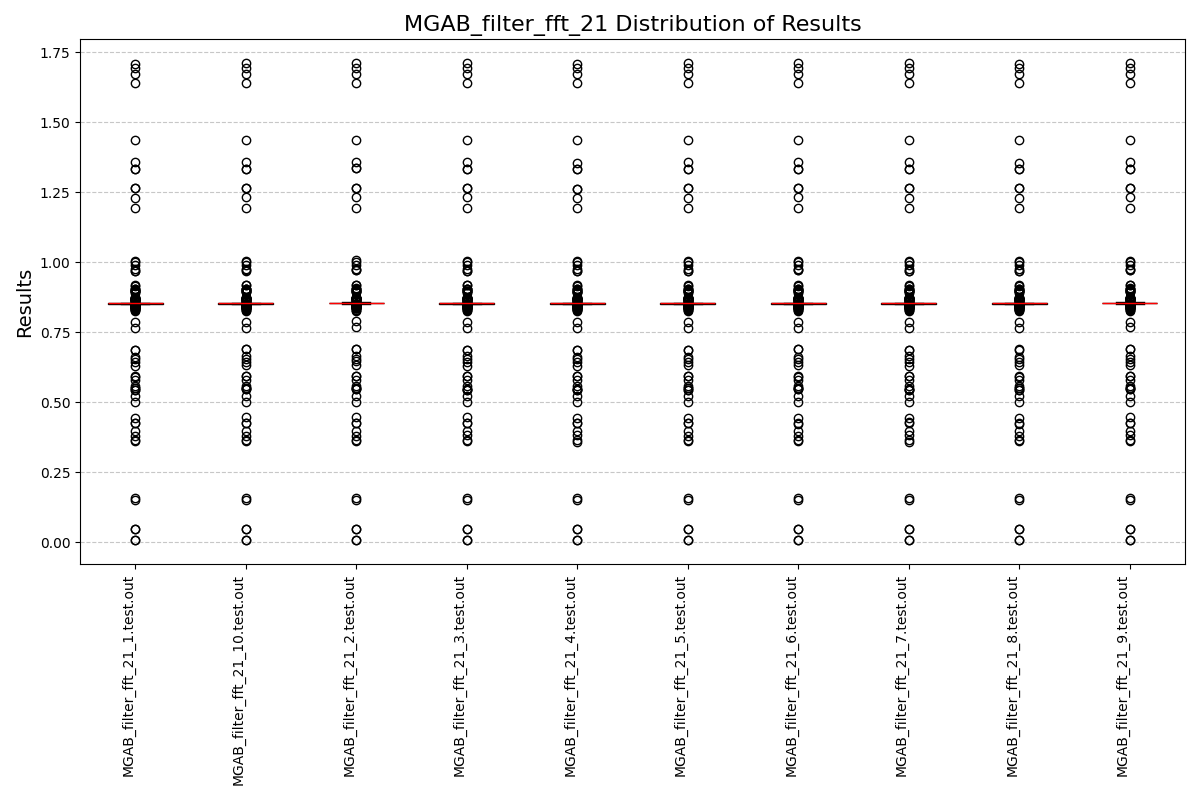 MGAB_filter_fft_21 Distribution of Results
Results
1.75
1.50
1.25
1.00
0.75
0.50
0.25
0.00
MGAB_filter_fft_21_1.test.out
MGAB_filter_fft_21_10.test.out
MGAB_filter_fft_21_2.test.out
MGAB_filter_fft_21_3.test.out
MGAB_filter_fft_21_4.test.out
MGAB_filter_fft_21_5.test.out
MGAB_filter_fft_21_6.test.out
MGAB_filter_fft_21_7.test.out
MGAB_filter_fft_21_8.test.out
MGAB_filter_fft_21_9.test.out